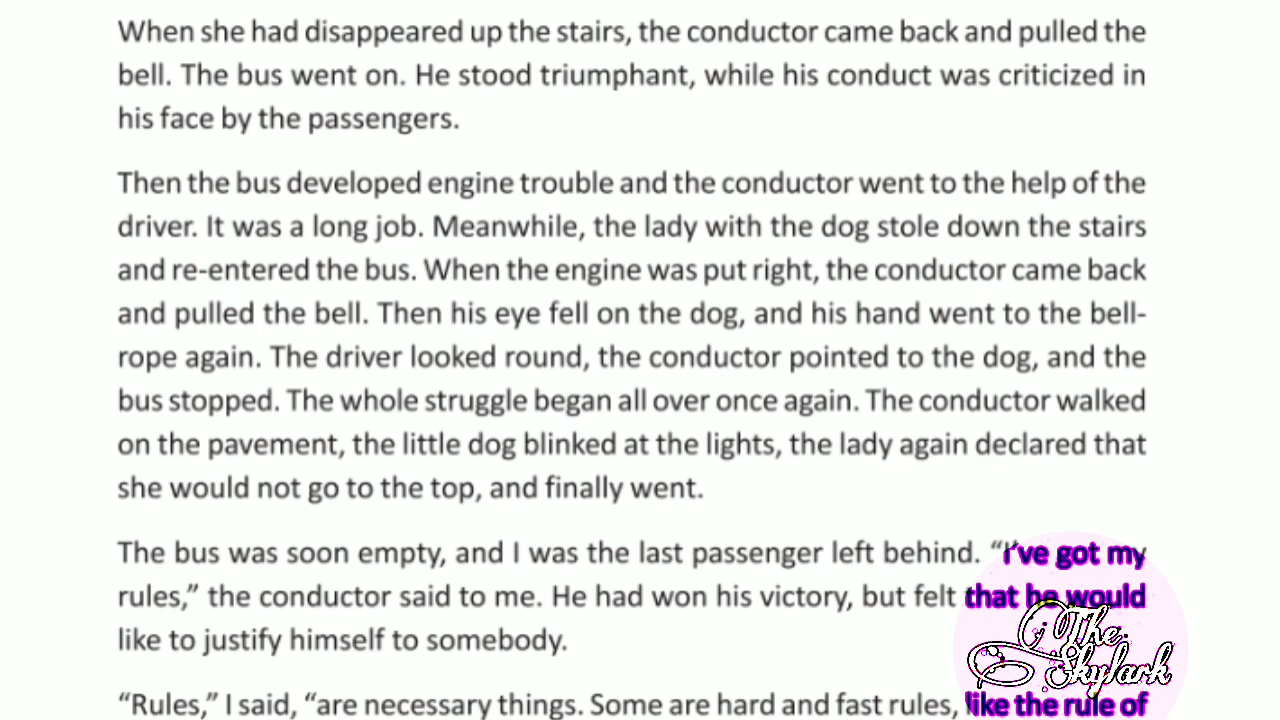 When she had disappeared up the stairs, the conductor came back and pulled the
bell. The bus went on. He stood triumphant, while his conduct was criticized in
his face by the passengers.
Then the bus developed engine trouble and the conductor went to the help of the
driver. It was a long job. Meanwhile, the lady with the dog stole down the stairs
and re-entered the bus. When the engine was put right, the conductor came back
and pulled the bell. Then his eye fell on the dog, and his hand went to the bell-
rope again. The driver looked round, the conductor pointed to the dog, and the
bus stopped. The whole struggle began all over once again. The conductor walked
on the pavement, the little dog blinked at the lights, the lady again declared that
she would not go to the top, and finally went.
The bus was soon empty, and I was the last passenger left behind. “I’ve got my
rules,” the conductor said to me. He had won his victory, but felt that he would
like to justify himself to somebody.
“Rules,” I said, “are necessary things. Some are hard and fast rules, like the rule of
The
Skylark